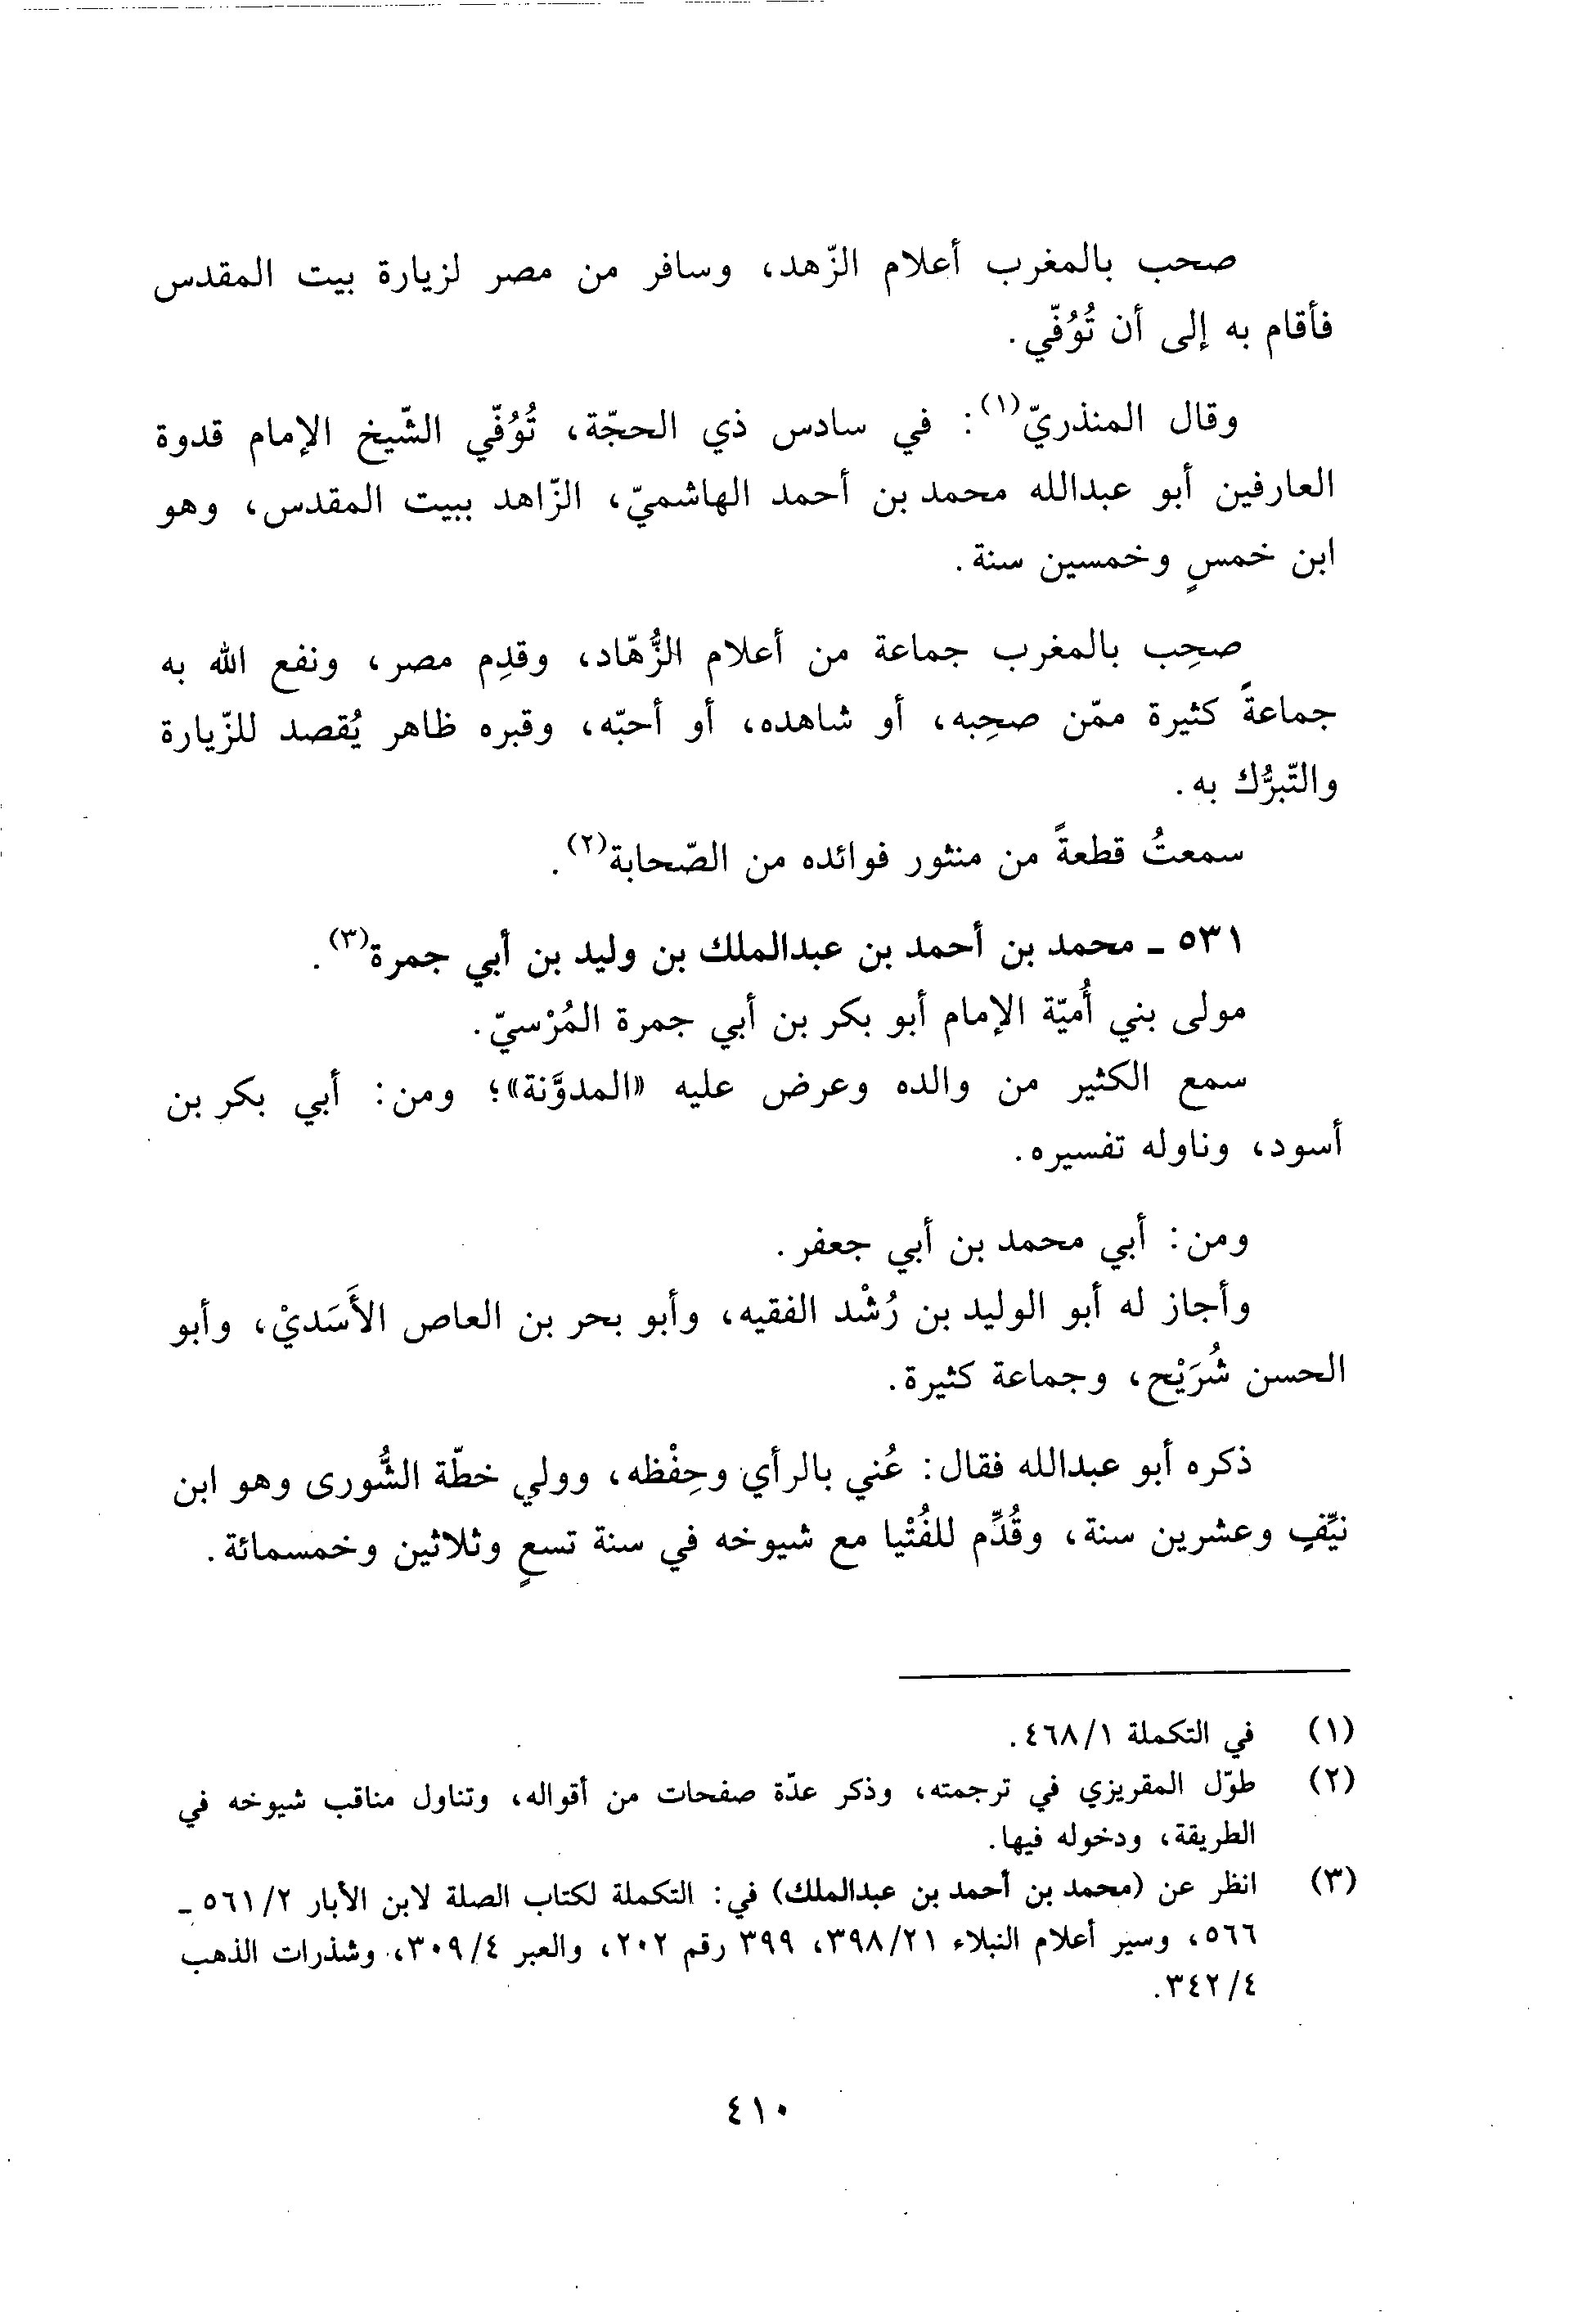 صحب بالمغرب أعلام الزّهد، وسافر من مصر لزيارة بيت المقدس
فأقام به إلى أن تُوُفّي.
وقال المنذريّ(١): في سادس ذي الحجّة، تُوُفّي الشّيخ الإمام قدوة
العارفين أبو عبدالله محمد بن أحمد الهاشميّ، الزّاهد ببيت المقدس، وهو
ابن خمسٍ وخمسين سنة.
صحِب بالمغرب جماعة من أعلام الزُّهّاد، وقدِم مصر، ونفع الله به
جماعةً كثيرة ممّن صحِبه، أو شاهده، أو أحبّه، وقبره ظاهر يُقصد للزّيارة
والتّبرُّك به.
سمعتُ قطعةً من منثور فوائده من الصّحابة(٢).
٥٣١ ـ محمد بن أحمد بن عبدالملك بن وليد بن أبي جمرة(٣).
مولى بني أُميّة الإمام أبو بكر بن أبي جمرة المُرْسيّ.
سمع الكثير من والده وعرض عليه «المدوَّنة»؛ ومن: أبي بكر بن
أسود، وناوله تفسيره.
ومن: أبي محمد بن أبي جعفر.
وأجاز له أبو الوليد بن رُشْد الفقيه، وأبو بحر بن العاص الأَسَديْ، وأبو
الحسن شُرَيْح، وجماعة كثيرة.
ذكره أبو عبدالله فقال: عُني بالرأي وحِفْظه، وولي خطّة الشُّورى وهو ابن
نيِّفٍ وعشرين سنة، وقُدِّم للفُتْيا مع شيوخه في سنة تسعٍ وثلاثين وخمسمائة.
(١) في التكملة ٤٦٨/١.
(٢) طوّل المقريزي في ترجمته، وذكر عدّة صفحات من أقواله، وتناول مناقب شيوخه في
الطريقة، ودخوله فيها.
(٣) انظر عن (محمد بن أحمد بن عبدالملك) في: التكملة لكتاب الصلة لابن الأبار ٥٦١/٢ ـ
٥٦٦، وسير أعلام النبلاء ٣٩٨/٢١، ٣٩٩ رقم ٢٠٢، والعبر ٣٠٩/٤، وشذرات الذهب
٣٤٢/٤.
٤١٠